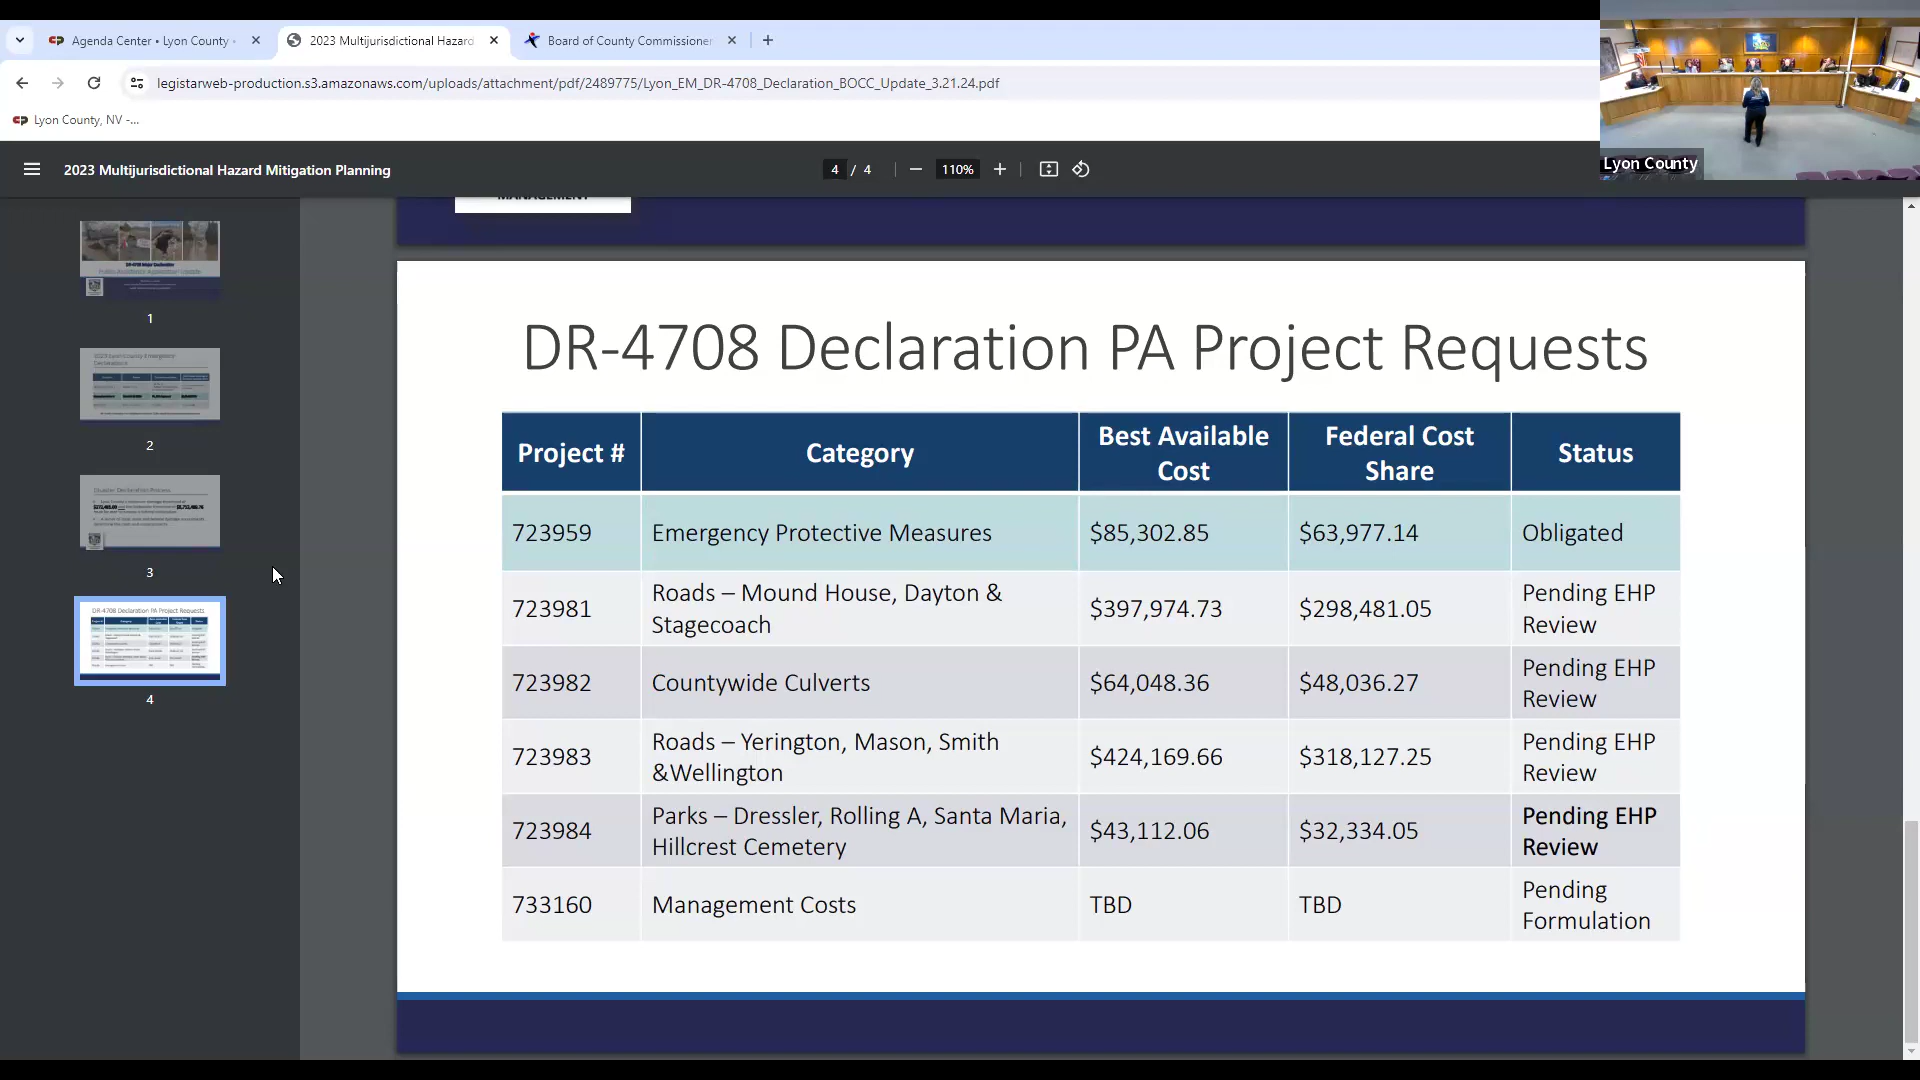 Agenda Center • Lyon County
2023 Multijurisdictional Hazard
Board of County Commissioner
legistarweb-production.s3.amazonaws.com/uploads/attachment/pdf/2489775/Lyon_EM_DR-4708_Declaration_BOCC_Update_3.21.24.pdf
Lyon County, NV -...
Lyon County
2023 Multijurisdictional Hazard Mitigation Planning
4 / 4
110%
MANAGEMENT
1
2
3
4
DR-4708 Declaration PA Project Requests
Project #
Category
Best Available
Cost
Federal Cost
Share
Status
723959
Emergency Protective Measures
$85,302.85
$63,977.14
Obligated
723981
Roads – Mound House, Dayton &
Stagecoach
$397,974.73
$298,481.05
Pending EHP
Review
723982
Countywide Culverts
$64,048.36
$48,036.27
Pending EHP
Review
723983
Roads – Yerington, Mason, Smith
&Wellington
$424,169.66
$318,127.25
Pending EHP
Review
723984
Parks – Dressler, Rolling A, Santa Maria,
Hillcrest Cemetery
$43,112.06
$32,334.05
Pending EHP
Review
733160
Management Costs
TBD
TBD
Pending
Formulation